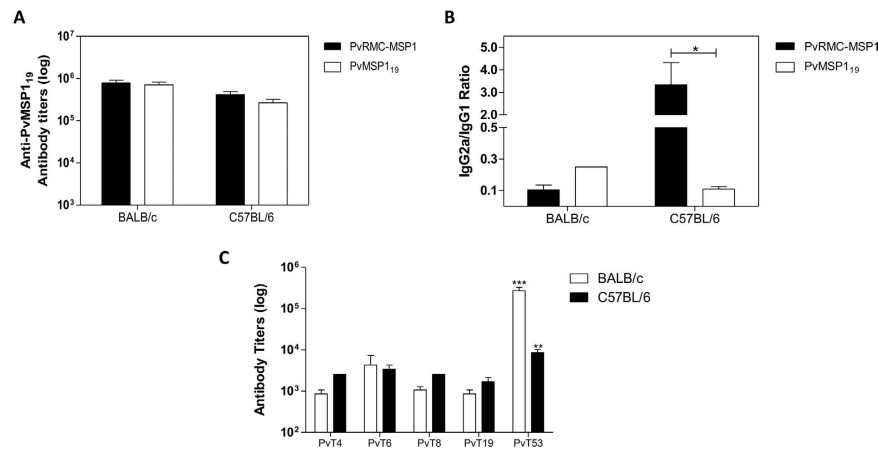 A
10⁷
10⁶
10⁵
10⁴
10³
Anti-PvMSP1₁₉
Antibody titers (log)
BALB/c
C57BL/6
PvRMC-MSP1
PvMSP1₁₉
B
5.0
4.0
3.0
2.0
0.5
0.3
0.1
IgG2a/IgG1 Ratio
*
BALB/c
C57BL/6
PvRMC-MSP1
PvMSP1₁₉
C
10⁶
10⁵
10⁴
10³
10²
Antibody Titers (log)
***
**
PvT4
PvT6
PvT8
PvT19
PvT53
BALB/c
C57BL/6